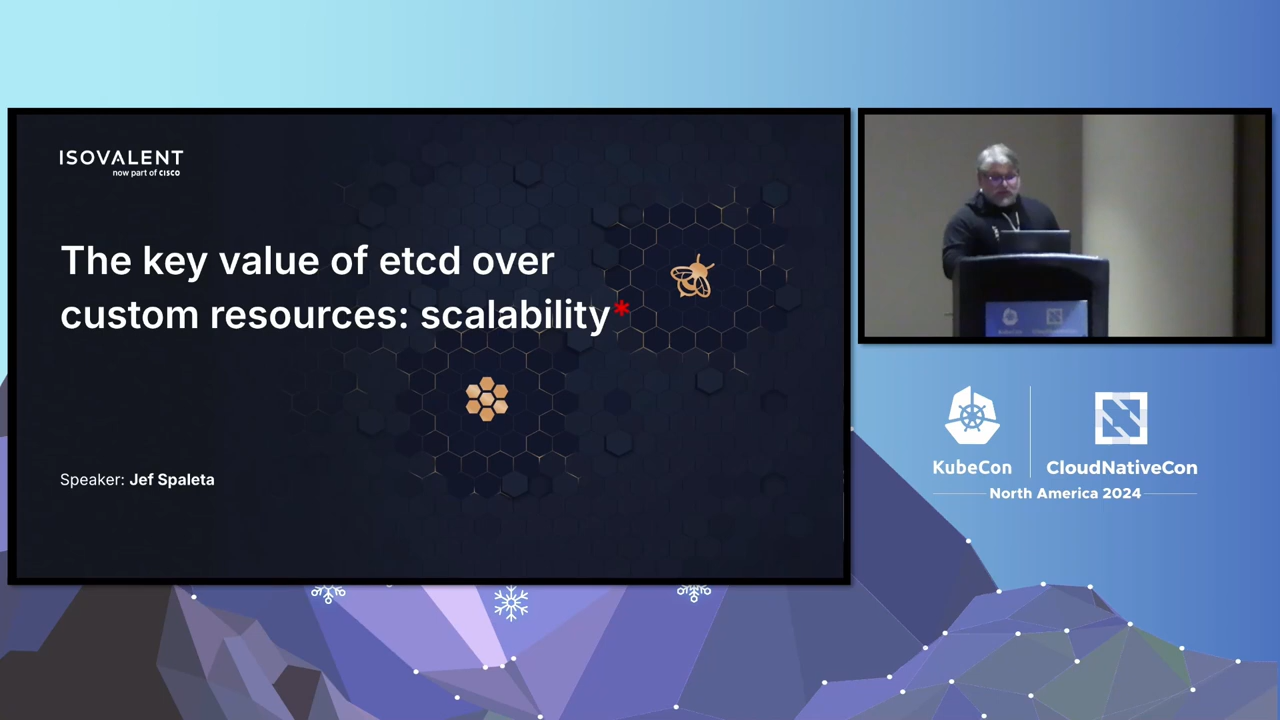 ISOVALENT
now part of CISCO
The key value of etcd over
custom resources: scalability*
Speaker: Jef Spaleta
KubeCon
CloudNativeCon
North America 2024